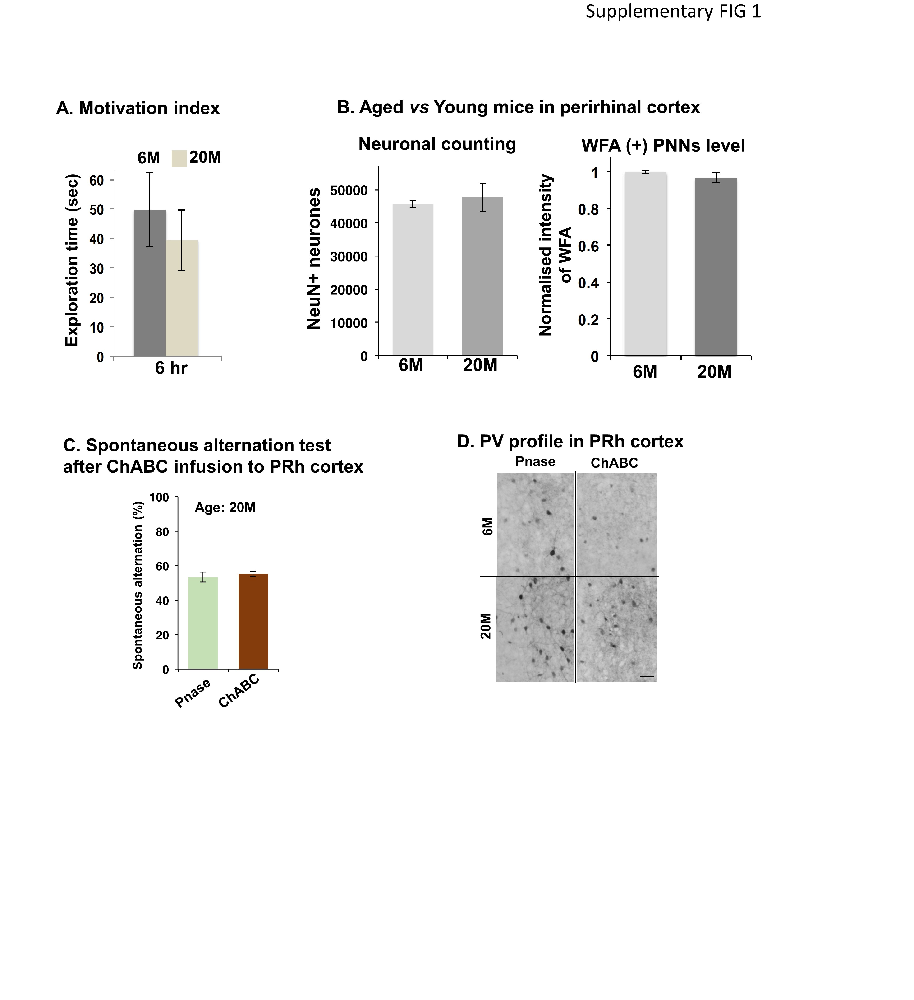 Supplementary FIG 1
A. Motivation index
6M
20M
Exploration time (sec)
60
50
40
30
20
10
0
6 hr
B. Aged vs Young mice in perirhinal cortex
Neuronal counting
NeuN+ neurones
50000
40000
30000
20000
10000
0
6M
20M
WFA (+) PNNs level
Normalised intensity
of WFA
1
0.8
0.6
0.4
0.2
0
6M
20M
C. Spontaneous alternation test
after ChABC infusion to PRh cortex
Age: 20M
Spontaneous alternation (%)
100
80
60
40
20
0
Pnase
ChABC
D. PV profile in PRh cortex
Pnase
ChABC
6M
20M